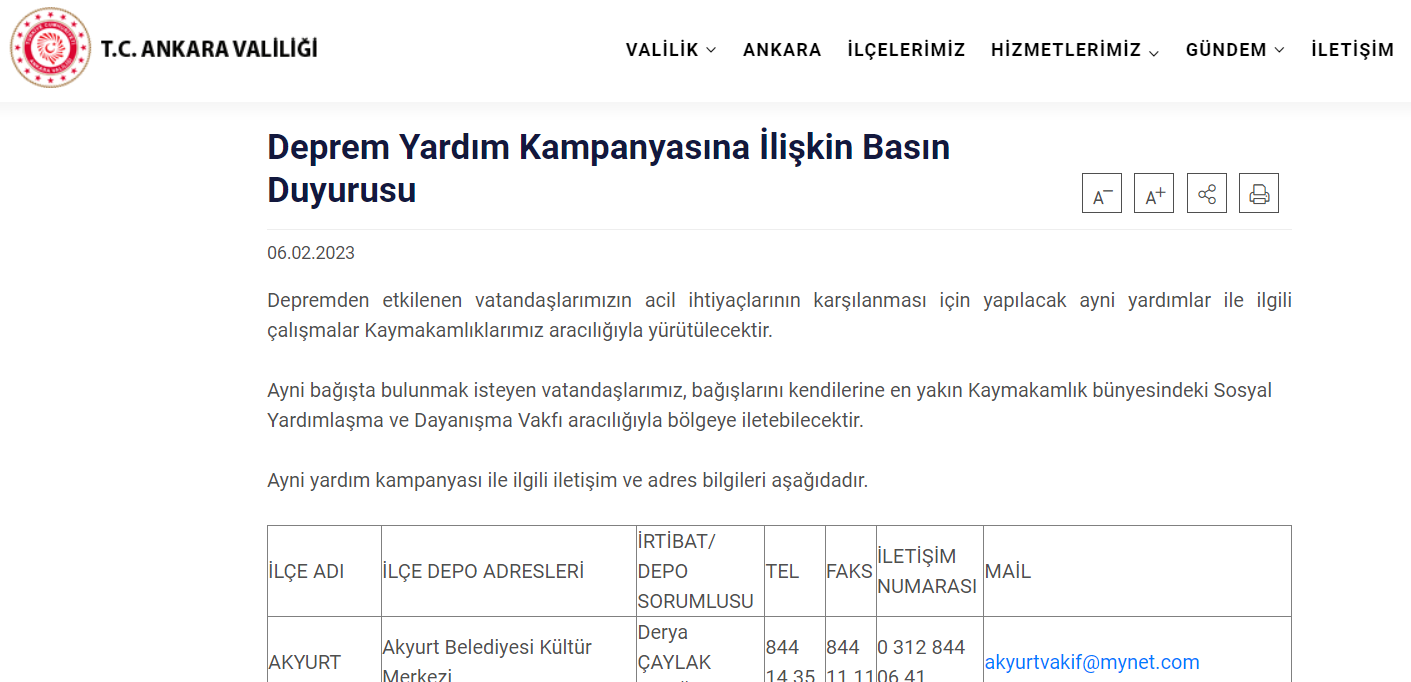 T.C. ANKARA VALİLİĞİ
VALİLİK ANKARA İLÇELERİMİZ HİZMETLERİMİZ GÜNDEM İLETİŞİM
Deprem Yardım Kampanyasına İlişkin Basın
Duyurusu
A− A+
06.02.2023
Depremden etkilenen vatandaşlarımızın acil ihtiyaçlarının karşılanması için yapılacak ayni yardımlar ile ilgili
çalışmalar Kaymakamlıklarımız aracılığıyla yürütülecektir.
Ayni bağışta bulunmak isteyen vatandaşlarımız, bağışlarını kendilerine en yakın Kaymakamlık bünyesindeki Sosyal
Yardımlaşma ve Dayanışma Vakfı aracılığıyla bölgeye iletebilecektir.
Ayni yardım kampanyası ile ilgili iletişim ve adres bilgileri aşağıdadır.
İLÇE ADI
İLÇE DEPO ADRESLERİ
İRTİBAT/
DEPO
SORUMLUSU
TEL
FAKS
İLETİŞİM
NUMARASI
MAİL
AKYURT
Akyurt Belediyesi Kültür
Merkezi
Derya
ÇAYLAK
844
14 35
844
11 11
0 312 844
06 41
akyurtvakif@mynet.com